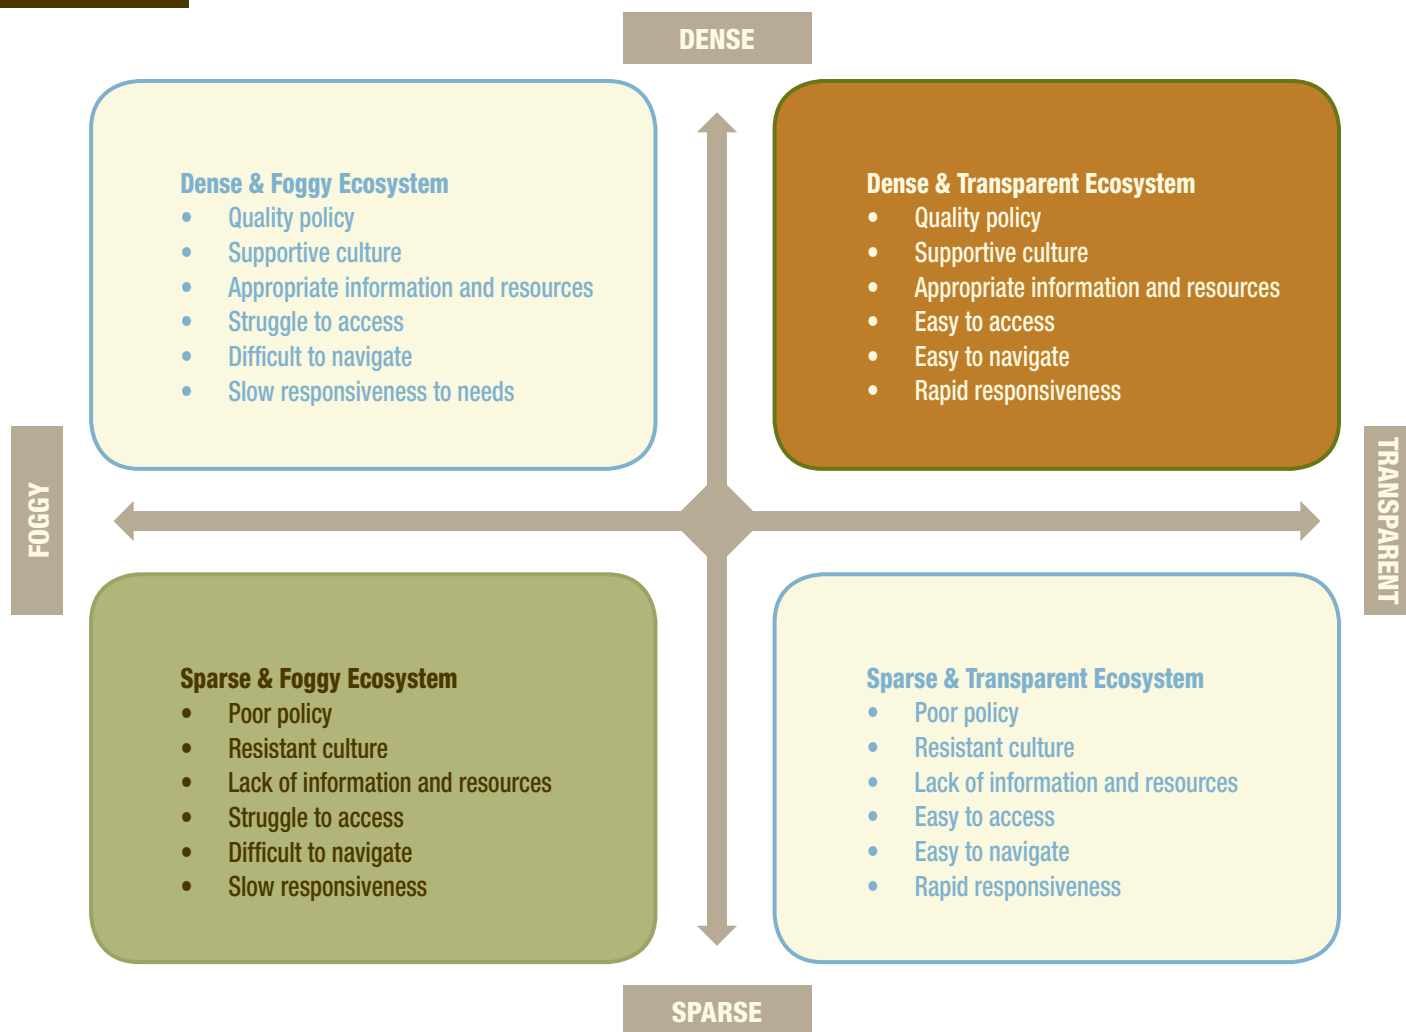 DENSE
Dense & Foggy Ecosystem
• Quality policy
• Supportive culture
• Appropriate information and resources
• Struggle to access
• Difficult to navigate
• Slow responsiveness to needs
Dense & Transparent Ecosystem
• Quality policy
• Supportive culture
• Appropriate information and resources
• Easy to access
• Easy to navigate
• Rapid responsiveness
FOGGY
TRANSPARENT
Sparse & Foggy Ecosystem
• Poor policy
• Resistant culture
• Lack of information and resources
• Struggle to access
• Difficult to navigate
• Slow responsiveness
Sparse & Transparent Ecosystem
• Poor policy
• Resistant culture
• Lack of information and resources
• Easy to access
• Easy to navigate
• Rapid responsiveness
SPARSE